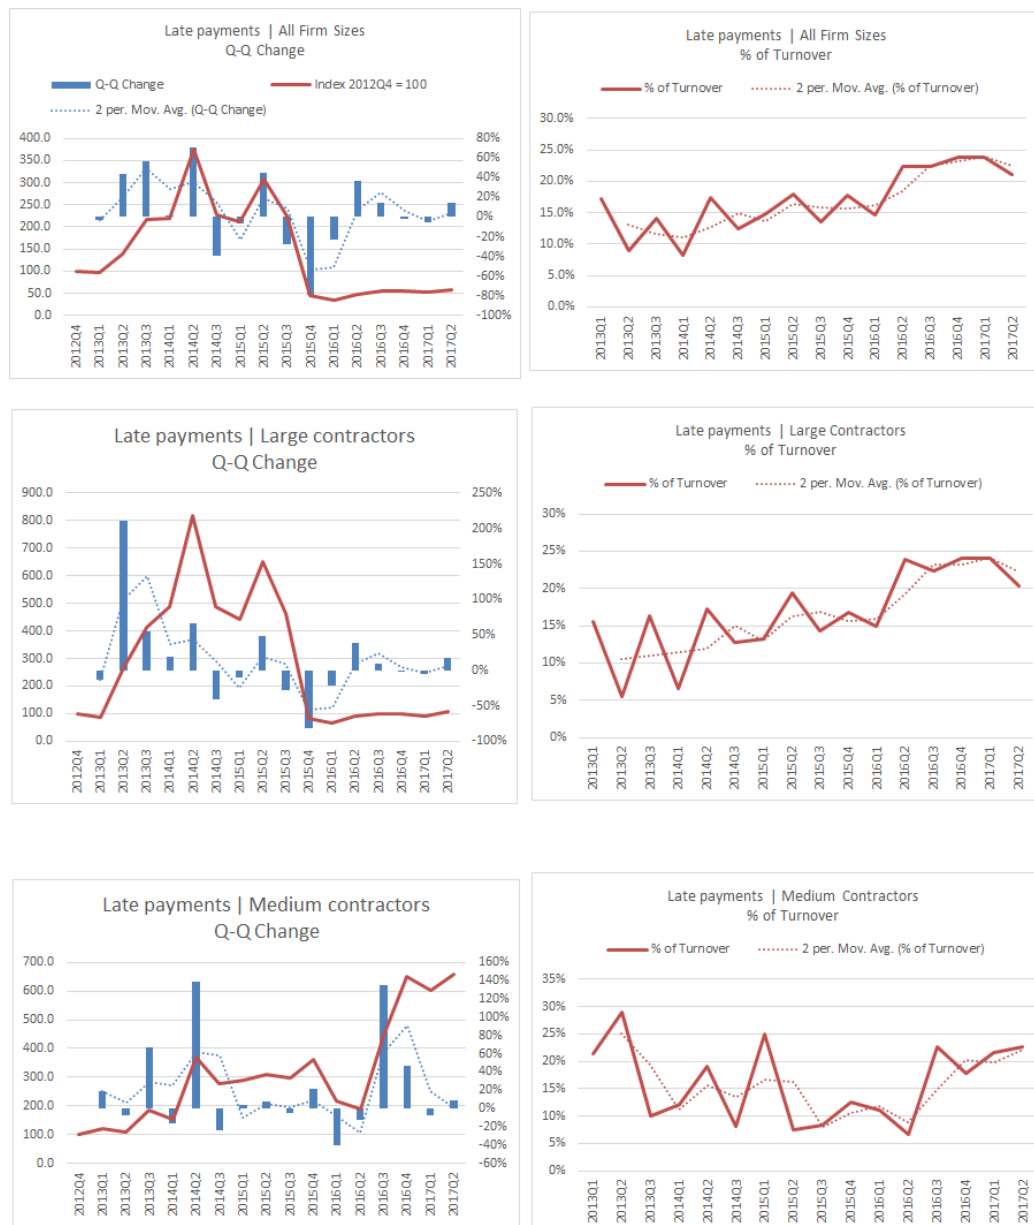 Late payments | All Firm Sizes
Q-Q Change
Q-Q Change
Index 2012Q4 = 100
2 per. Mov. Avg. (Q-Q Change)
400.0
350.0
300.0
250.0
200.0
150.0
100.0
50.0
0.0
80%
60%
40%
20%
0%
-20%
-40%
-60%
-80%
-100%
2012Q4
2013Q1
2013Q2
2013Q3
2014Q1
2014Q2
2014Q3
2015Q1
2015Q2
2015Q3
2015Q4
2016Q1
2016Q2
2016Q3
2016Q4
2017Q1
2017Q2
Late payments | All Firm Sizes
% of Turnover
% of Turnover
2 per. Mov. Avg. (% of Turnover)
30.0%
25.0%
20.0%
15.0%
10.0%
5.0%
0.0%
2013Q1
2013Q2
2013Q3
2014Q1
2014Q2
2014Q3
2015Q1
2015Q2
2015Q3
2015Q4
2016Q1
2016Q2
2016Q3
2016Q4
2017Q1
2017Q2
Late payments | Large contractors
Q-Q Change
900.0
800.0
700.0
600.0
500.0
400.0
300.0
200.0
100.0
0.0
250%
200%
150%
100%
50%
0%
-50%
-100%
2012Q4
2013Q1
2013Q2
2013Q3
2014Q1
2014Q2
2014Q3
2015Q1
2015Q2
2015Q3
2015Q4
2016Q1
2016Q2
2016Q3
2016Q4
2017Q1
2017Q2
Late payments | Large Contractors
% of Turnover
% of Turnover
2 per. Mov. Avg. (% of Turnover)
30%
25%
20%
15%
10%
5%
0%
2013Q1
2013Q2
2013Q3
2014Q1
2014Q2
2014Q3
2015Q1
2015Q2
2015Q3
2015Q4
2016Q1
2016Q2
2016Q3
2016Q4
2017Q1
2017Q2
Late payments | Medium contractors
Q-Q Change
700.0
600.0
500.0
400.0
300.0
200.0
100.0
0.0
160%
140%
120%
100%
80%
60%
40%
20%
0%
-20%
-40%
-60%
2012Q4
2013Q1
2013Q2
2013Q3
2014Q1
2014Q2
2014Q3
2015Q1
2015Q2
2015Q3
2015Q4
2016Q1
2016Q2
2016Q3
2016Q4
2017Q1
2017Q2
Late payments | Medium Contractors
% of Turnover
% of Turnover
2 per. Mov. Avg. (% of Turnover)
35%
30%
25%
20%
15%
10%
5%
0%
2013Q1
2013Q2
2013Q3
2014Q1
2014Q2
2014Q3
2015Q1
2015Q2
2015Q3
2015Q4
2016Q1
2016Q2
2016Q3
2016Q4
2017Q1
2017Q2